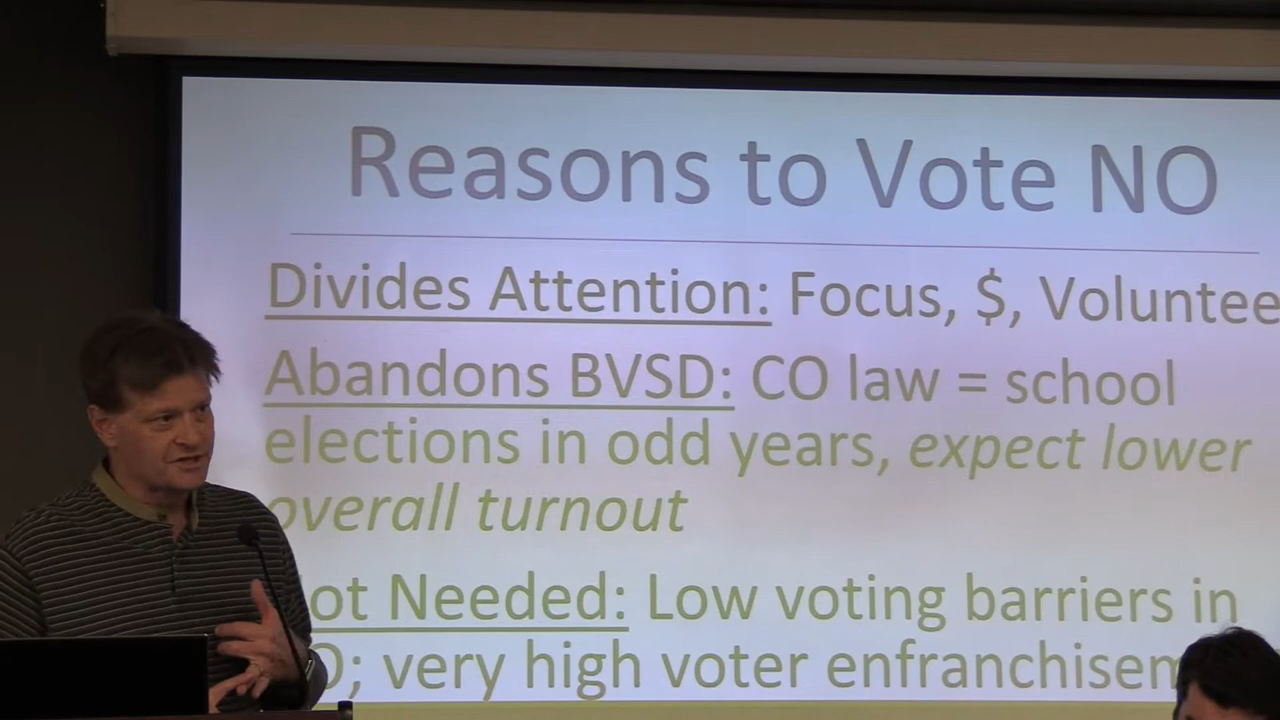 Reasons to Vote NO
Divides Attention: Focus, $, Voluntee
Abandons BVSD: CO law = school
elections in odd years, expect lower
overall turnout
ot Needed: Low voting barriers in
O; very high voter enfranchisem